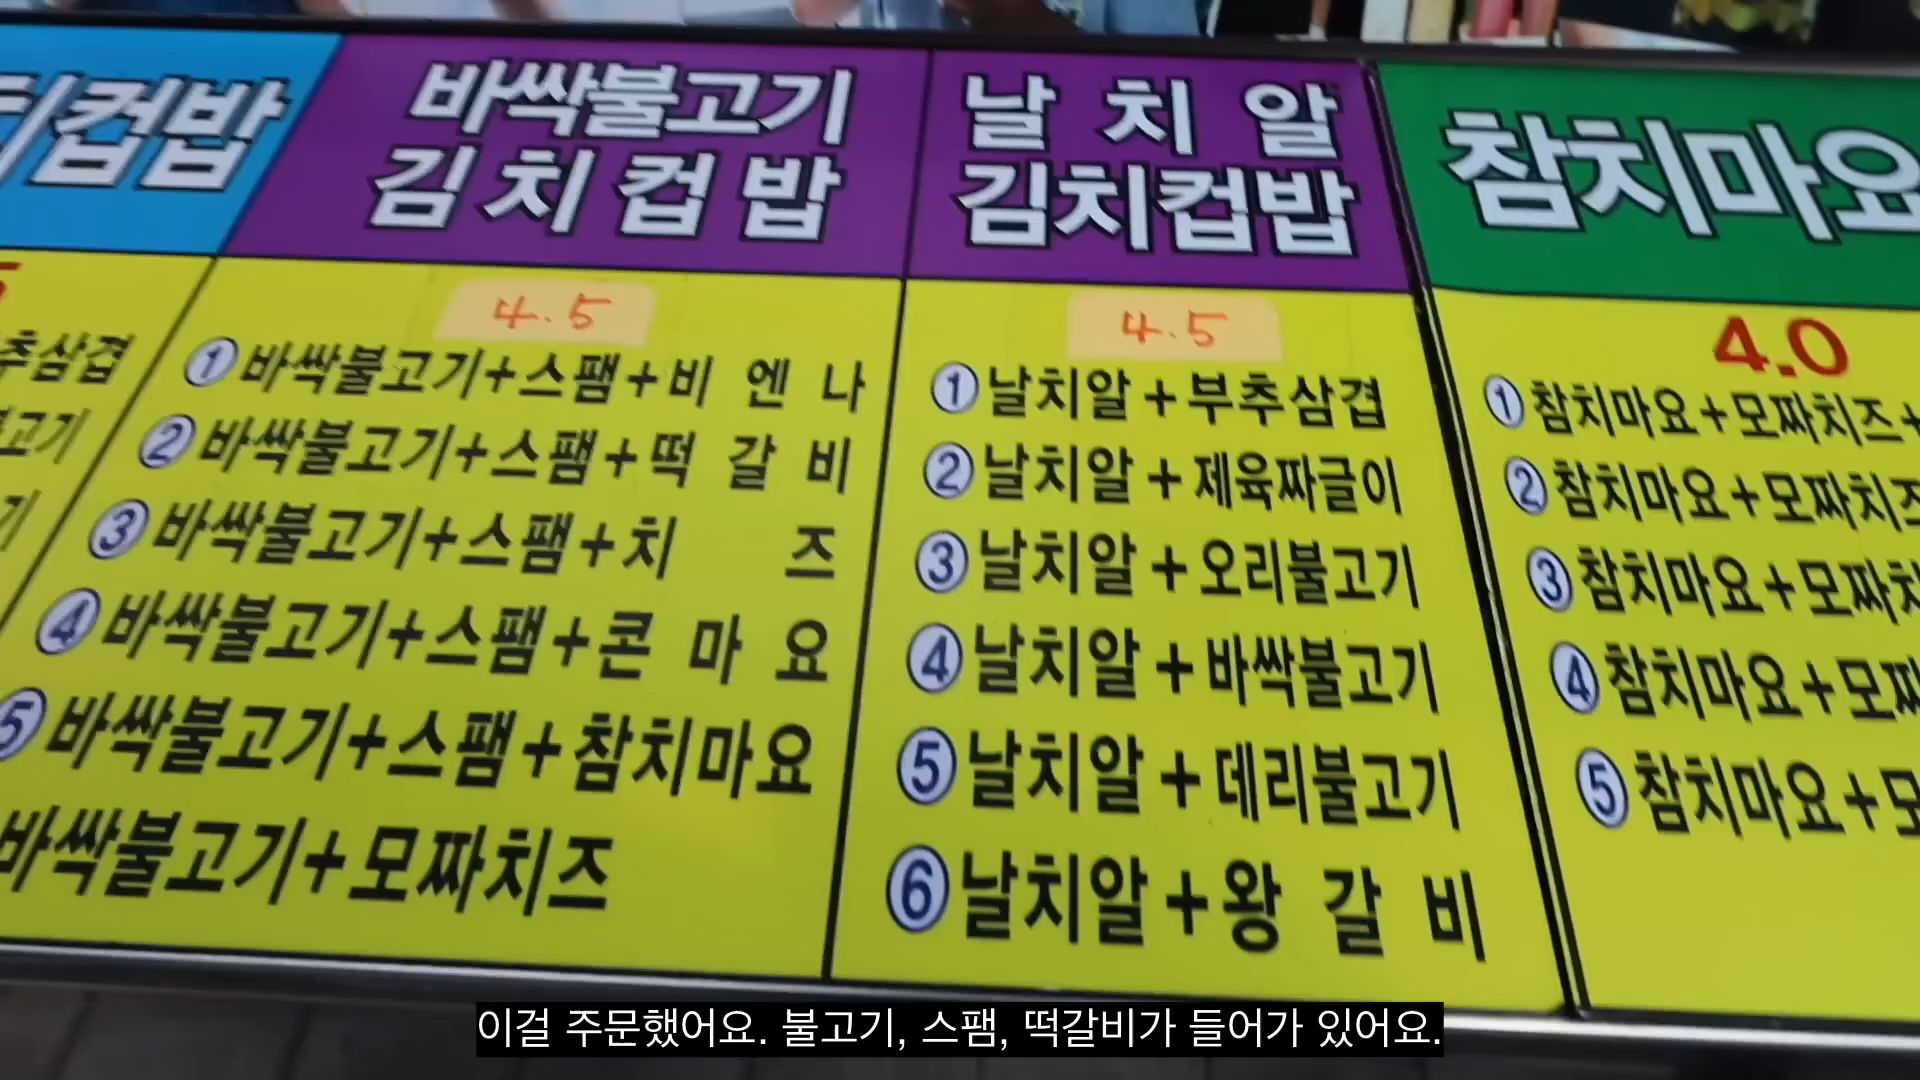 컵밥
추삼겹
고기
기
바싹불고기
김치컵밥
4.5
① 바싹불고기+스팸+비엔나
② 바싹불고기+스팸+떡갈비
③ 바싹불고기+스팸+치즈
④ 바싹불고기+스팸+콘마요
⑤ 바싹불고기+스팸+참치마요
바싹불고기+모짜치즈
날치알
김치컵밥
4.5
① 날치알+부추삼겹
② 날치알+제육짜글이
③ 날치알+오리불고기
④ 날치알+바싹불고기
⑤ 날치알+데리불고기
⑥ 날치알+왕갈비
참치마요
4.0
① 참치마요+모짜치즈+
② 참치마요+모짜치즈
③ 참치마요+모짜치
④ 참치마요+모짜
⑤ 참치마요+모
이걸 주문했어요. 불고기, 스팸, 떡갈비가 들어가 있어요.